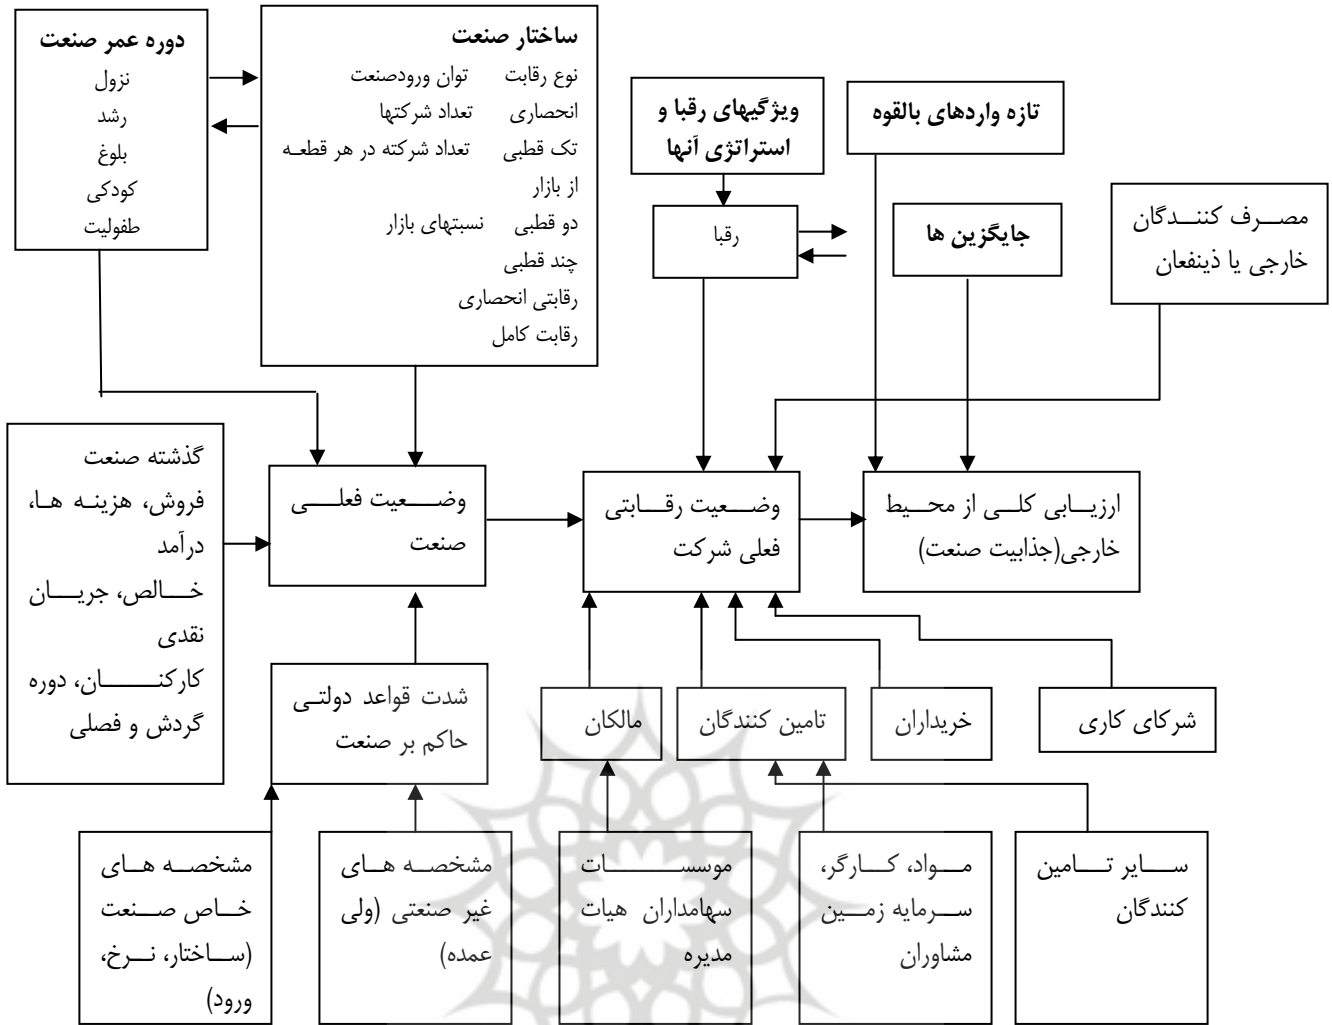 دوره عمر صنعت
نزول
رشد
بلوغ
کودکی
طفولیت
ساختار صنعت
نوع رقابت توان ورودصنعت
انحصاری تعداد شرکتها
تک قطبی تعداد شرکته در هر قطعه
از بازار
دو قطبی نسبتهای بازار
چند قطبی
رقابتی انحصاری
رقابت کامل
ویژگیهای رقبا و
استراتژی آنها
رقبا
تازه واردهای بالقوه
جایگزین ها
مصرف کنندگان
خارجی یا ذینفعان
گذشته صنعت
فروش، هزینه ها،
درآمد
خالص، جریان
نقدی
کارکنان، دوره
گردش و فصلی
وضعیت فعلی
صنعت
وضعیت رقابتی
فعلی شرکت
ارزیابی کلی از محیط
خارجی(جذابیت صنعت)
شدت قواعد دولتی
حاکم بر صنعت
مالکان
تامین کنندگان
خریداران
شرکای کاری
مشخصه های
خاص صنعت
(ساختار، نرخ،
ورود)
مشخصه های
غیر صنعتی (ولی
عمده)
موسسات
سهامداران هیات
مدیره
مواد، کارگر،
سرمایه زمین
مشاوران
سایر تامین
کنندگان